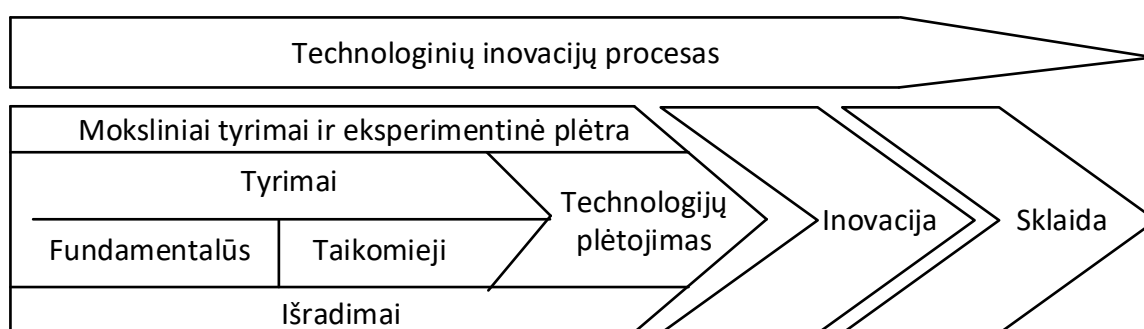 Technologinių inovacijų procesas
Moksliniai tyrimai ir eksperimentinė plėtra
Tyrimai
Fundamentalūs
Taikomieji
Technologijų
plėtojimas
Išradimai
Inovacija
Sklaida